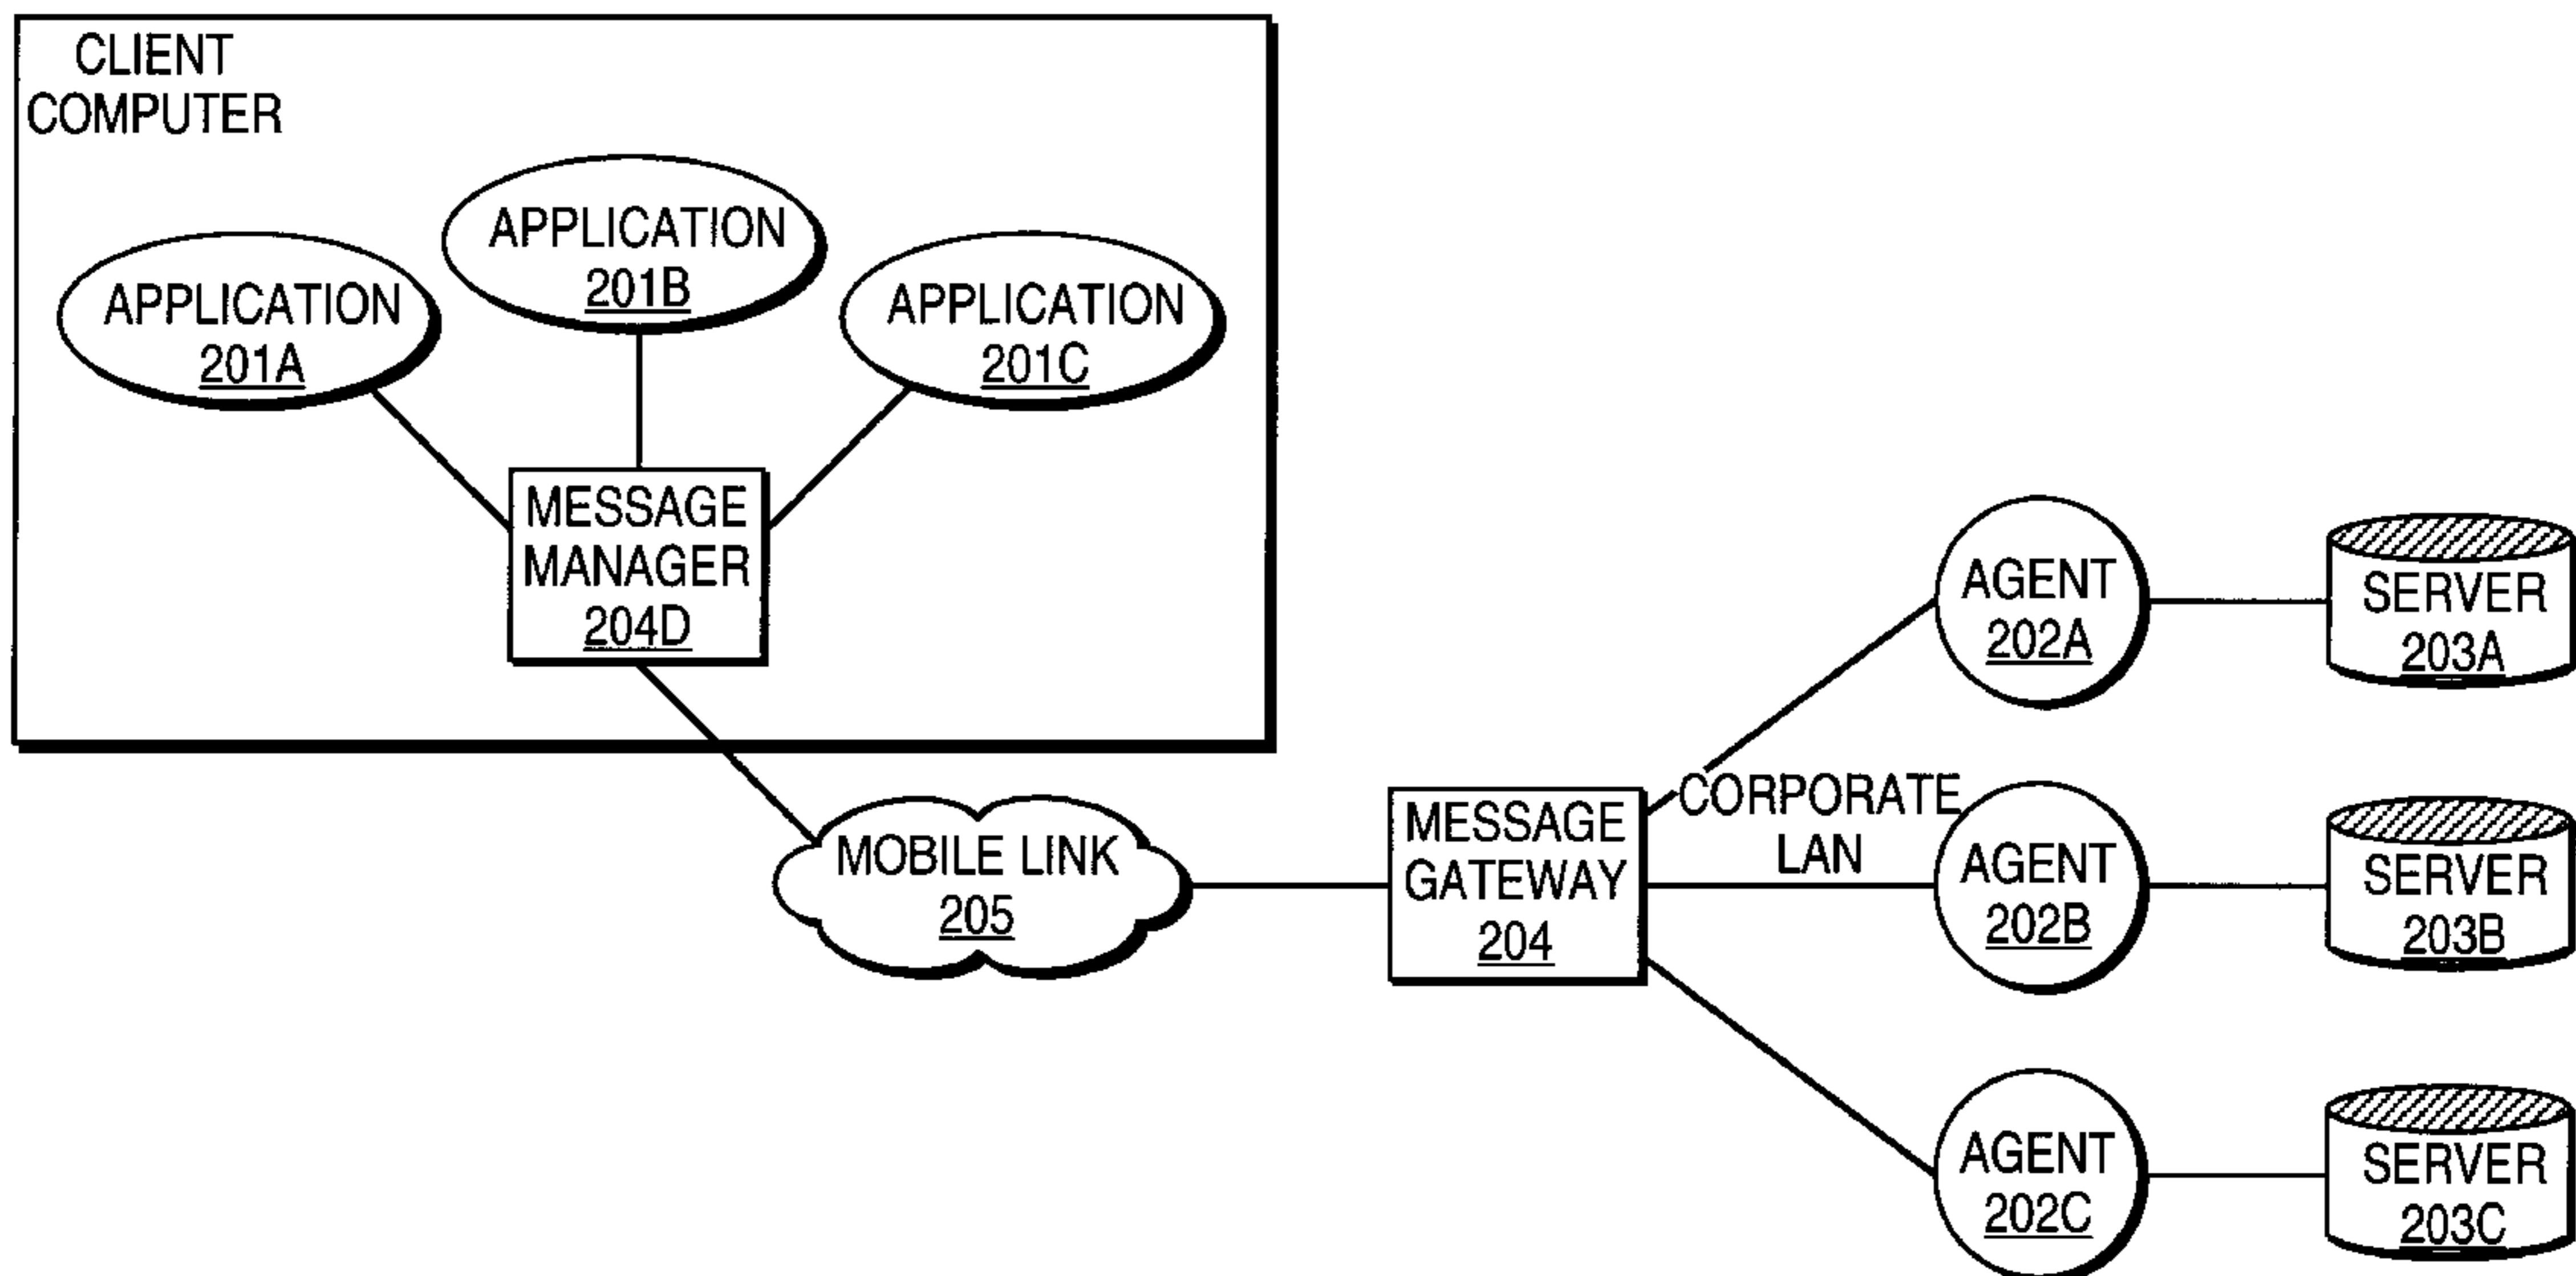 CLIENT
COMPUTER
APPLICATION
201A
APPLICATION
201B
APPLICATION
201C
MESSAGE
MANAGER
204D
MOBILE LINK
205
MESSAGE
GATEWAY
204
CORPORATE
LAN
AGENT
202A
SERVER
203A
AGENT
202B
SERVER
203B
AGENT
202C
SERVER
203C